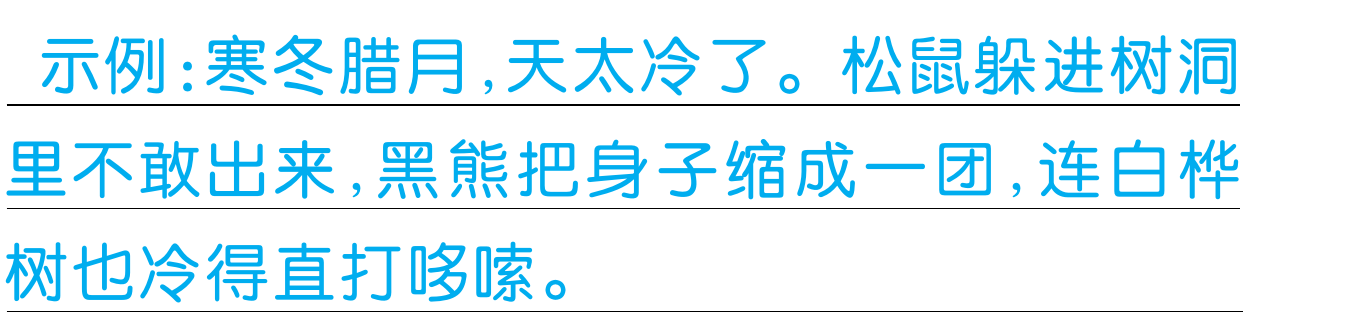 示例:寒冬腊月,天太冷了。松鼠躲进树洞
里不敢出来,黑熊把身子缩成一团,连白桦
树也冷得直打哆嗦。